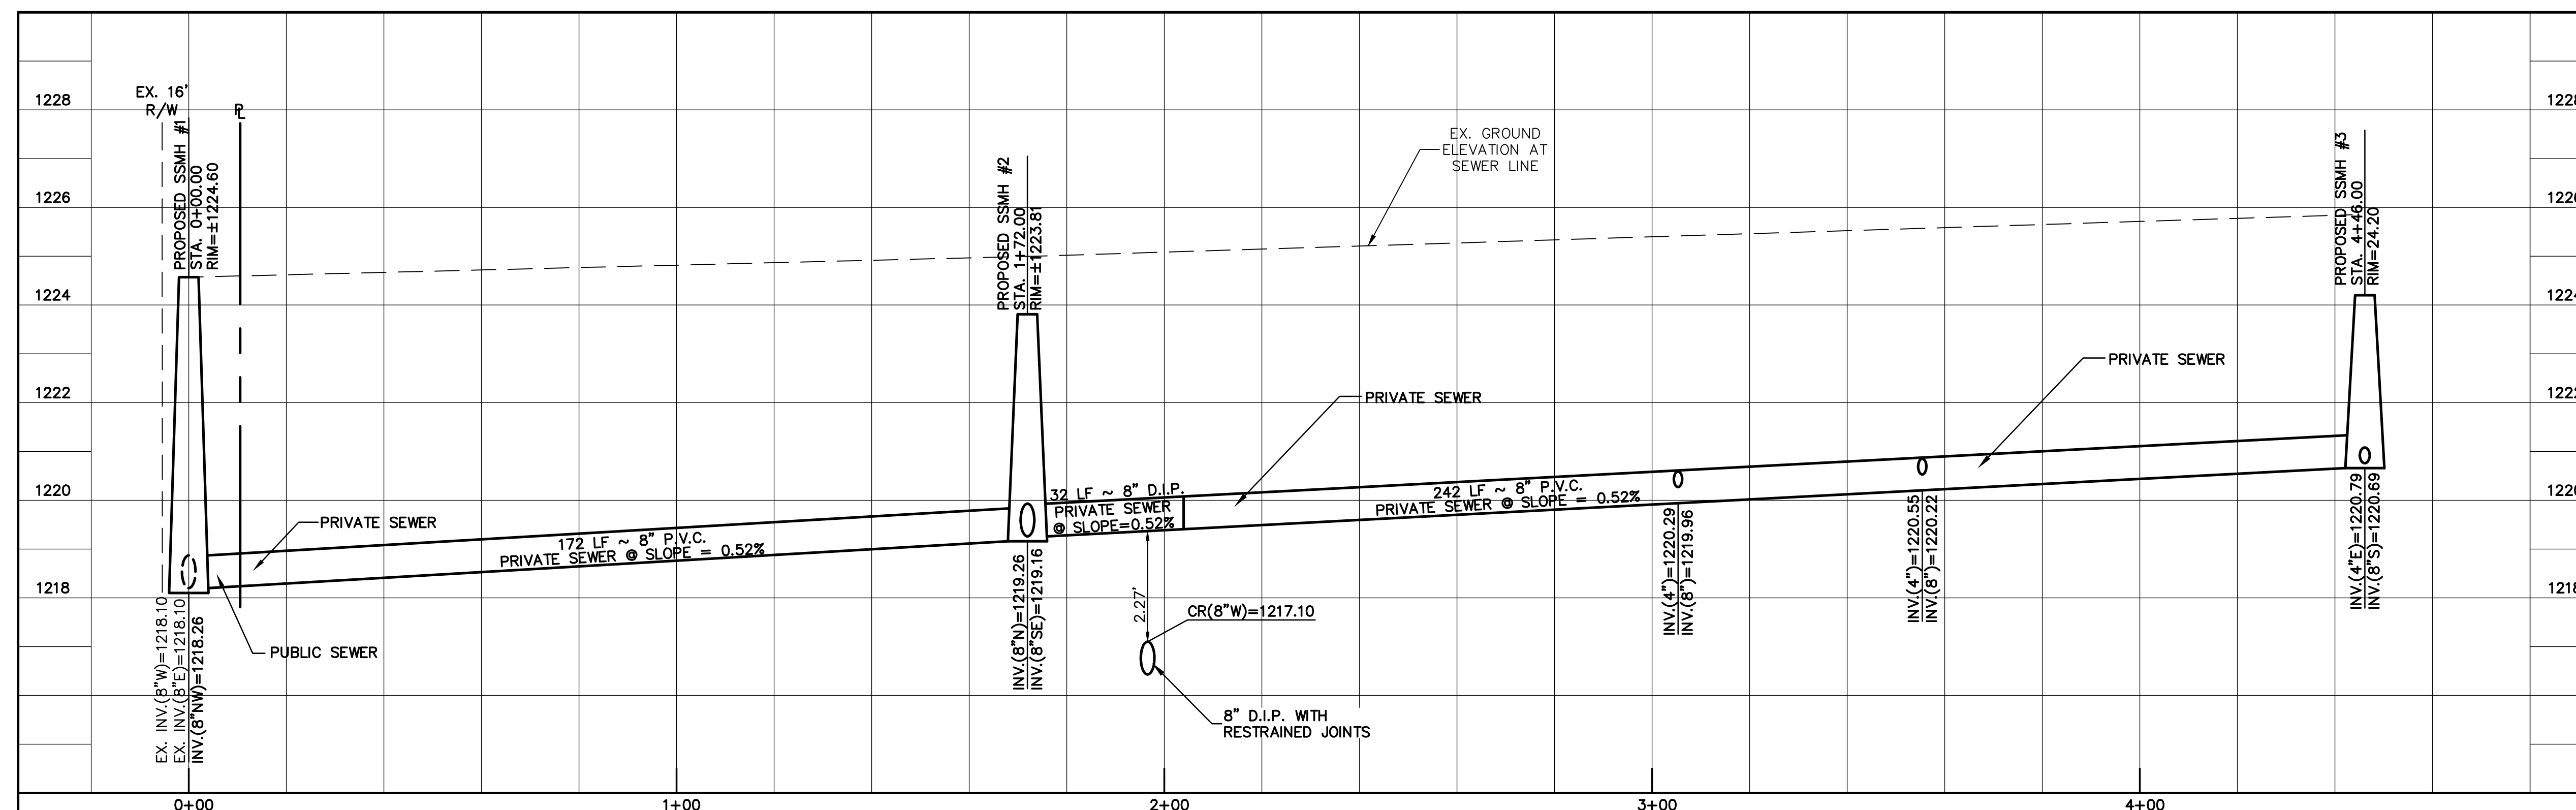 EX. 16'
R/W
PL
PROPOSED SSMH #1
STA. 0+00.00
RIM=±1224.60
PROPOSED SSMH #2
STA. 1+72.00
RIM=±1223.81
EX. GROUND
ELEVATION AT
SEWER LINE
PROPOSED SSMH #3
STA. 4+46.00
RIM=24.20
1228
1226
1224
1222
1220
1218
PRIVATE SEWER
172 LF ~ 8" P.V.C.
PRIVATE SEWER @ SLOPE = 0.52%
PUBLIC SEWER
32 LF ~ 8" D.I.P.
PRIVATE SEWER
@ SLOPE=0.52%
PRIVATE SEWER
242 LF ~ 8" P.V.C.
PRIVATE SEWER @ SLOPE = 0.52%
PRIVATE SEWER
EX. INV.(8"W)=1218.10
EX. INV.(8"E)=1218.10
INV.(8"NW)=1218.26
INV.(8"N)=1219.26
INV.(8"SE)=1219.16
2.27'
CR(8"W)=1217.10
8" D.I.P. WITH
RESTRAINED JOINTS
INV.(4")=1220.29
INV.(8")=1219.96
INV.(4")=1220.55
INV.(8")=1220.22
INV.(4"E)=1220.79
INV.(8"S)=1220.69
0+00
1+00
2+00
3+00
4+00